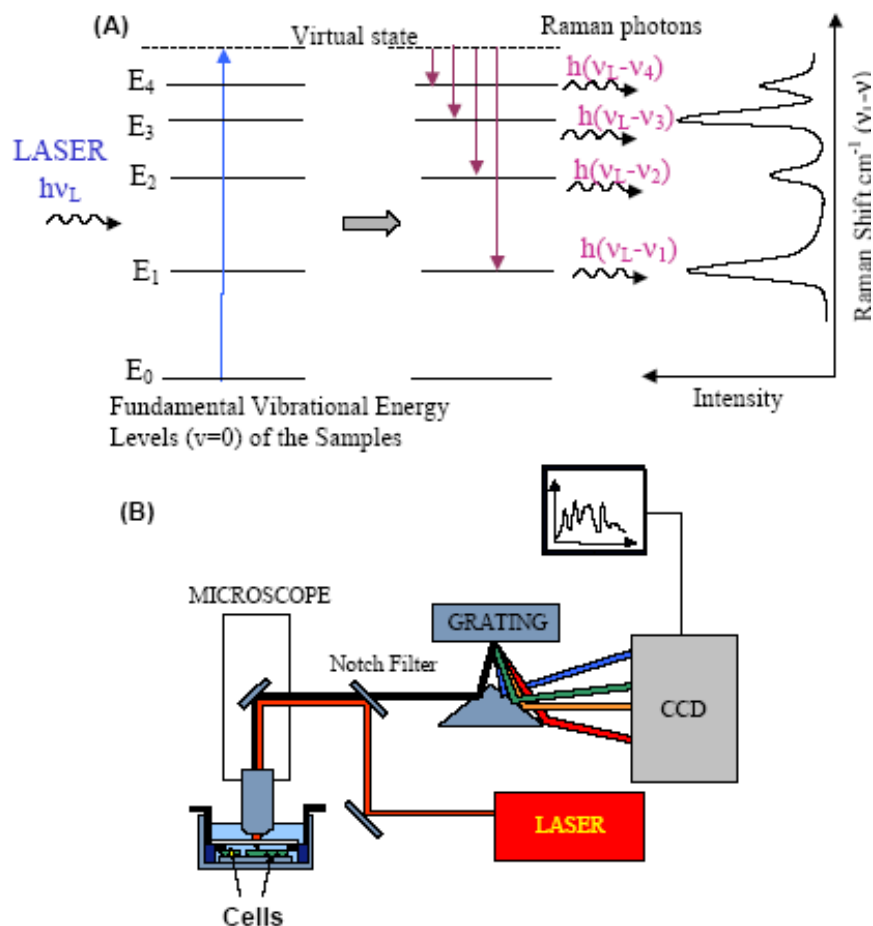 (A)
Virtual state
Raman photons
E₄
E₃
E₂
E₁
E₀
LASER
hνL
h(νL-ν₄)
h(νL-ν₃)
h(νL-ν₂)
h(νL-ν₁)
Raman Shift cm⁻¹ (ν₁-ν)
Intensity
Fundamental Vibrational Energy
Levels (v=0) of the Samples
(B)
MICROSCOPE
Notch Filter
GRATING
CCD
LASER
Cells